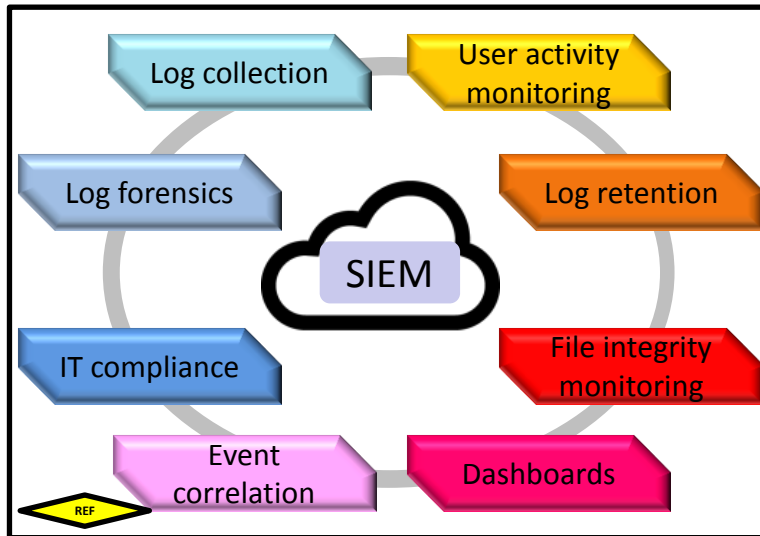 Log collection
User activity
monitoring
Log forensics
Log retention
SIEM
IT compliance
File integrity
monitoring
Event
correlation
Dashboards
REF